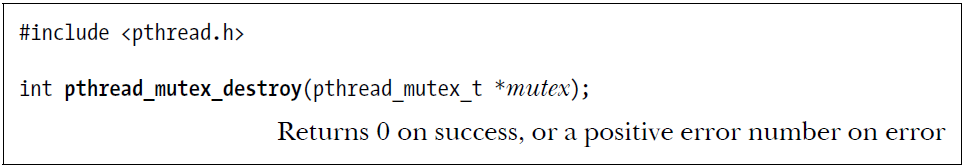 #include <pthread.h>
int pthread_mutex_destroy(pthread_mutex_t *mutex);
Returns 0 on success, or a positive error number on error